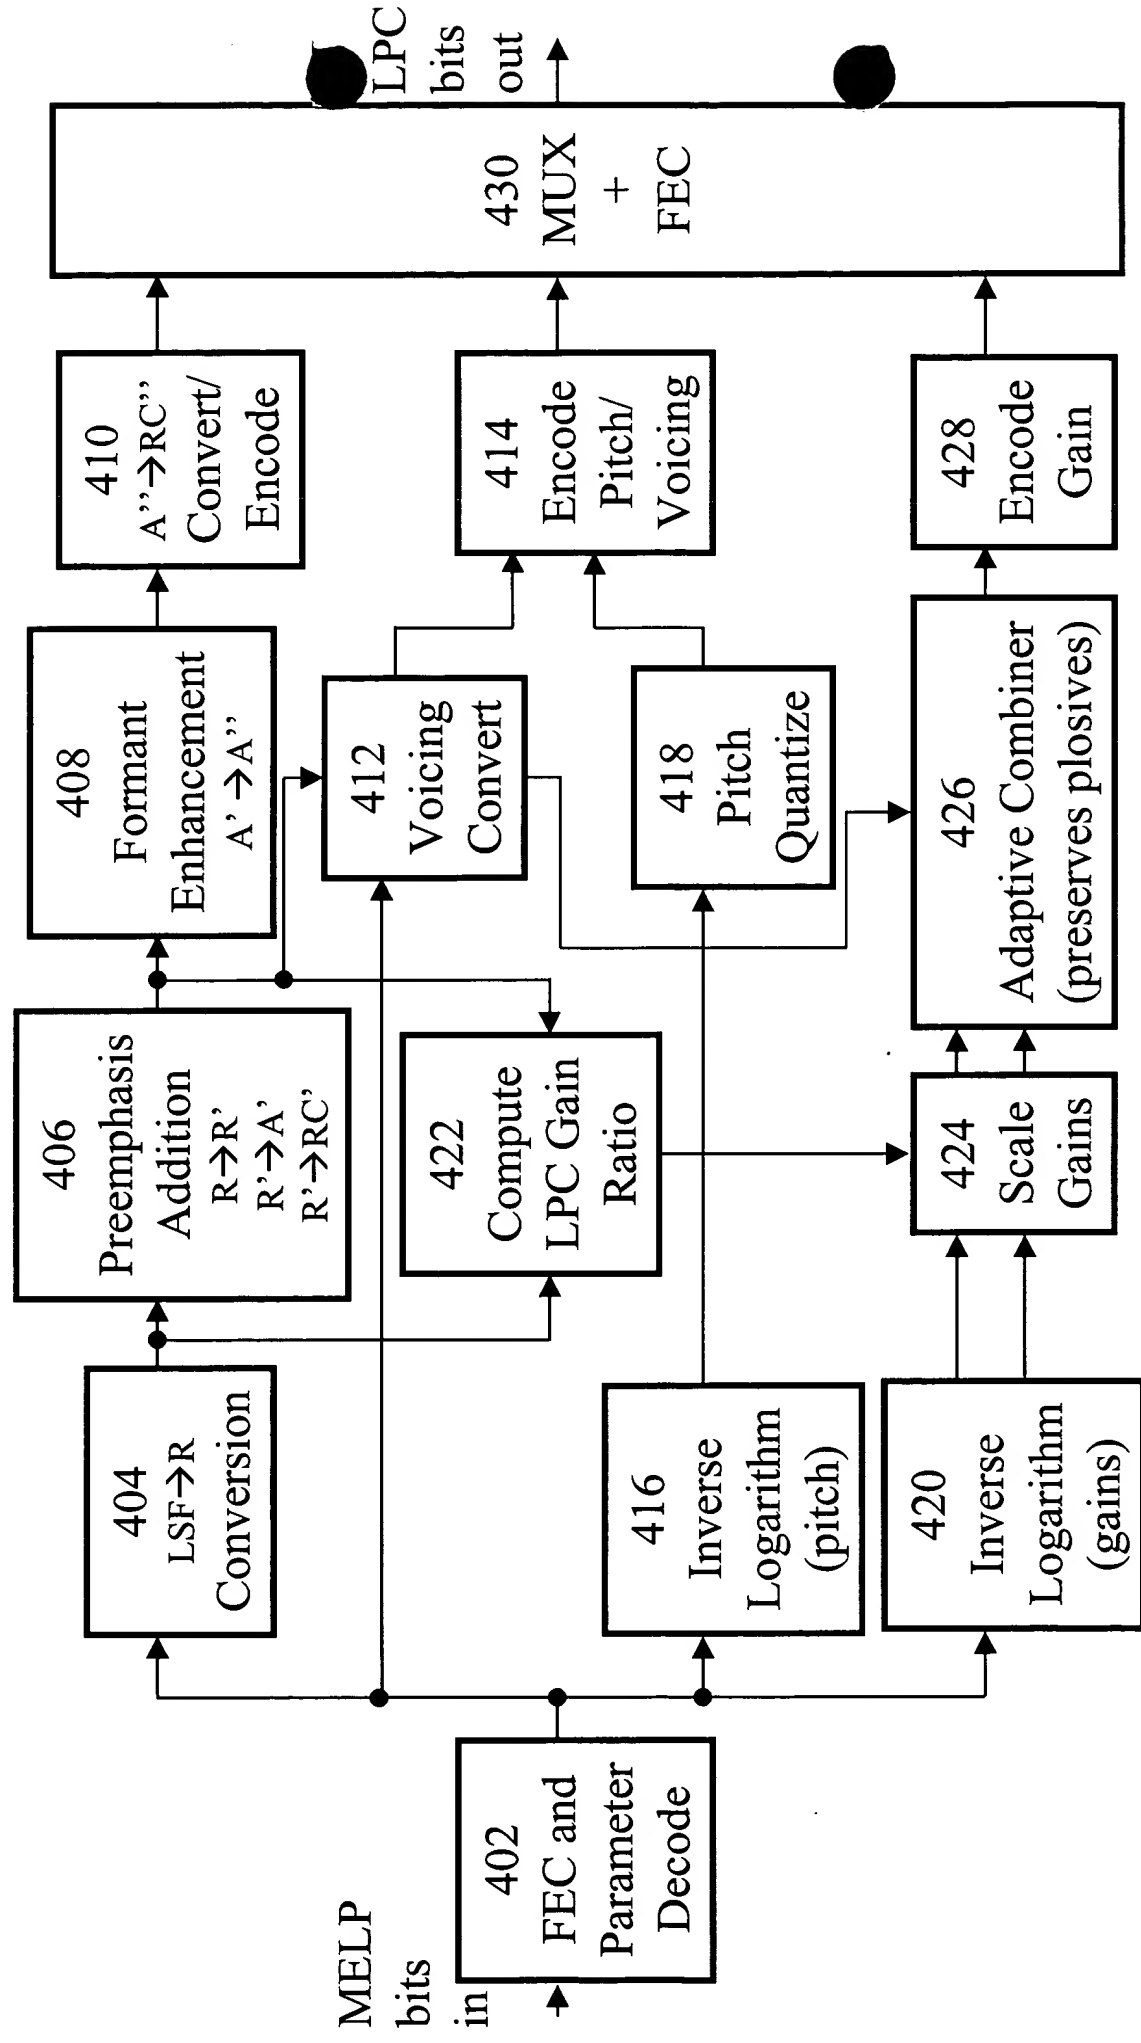 MELP
bits
in
402
FEC and
Parameter
Decode
404
LSF→R
Conversion
406
Preemphasis
Addition
R→R'
R'→A'
R'→RC'
408
Formant
Enhancement
A' → A''
410
A''→RC''
Convert/
Encode
412
Voicing
Convert
414
Encode
Pitch/
Voicing
416
Inverse
Logarithm
(pitch)
418
Pitch
Quantize
420
Inverse
Logarithm
(gains)
422
Compute
LPC Gain
Ratio
424
Scale
Gains
426
Adaptive Combiner
(preserves plosives)
428
Encode
Gain
430
MUX
+
FEC
LPC
bits
out